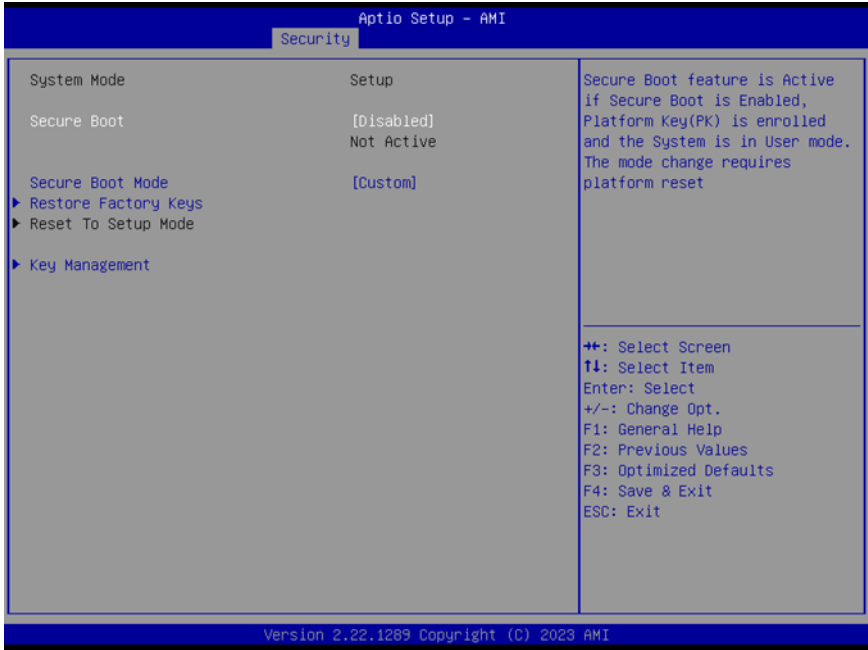 Aptio Setup – AMI
Security
System Mode Setup
Secure Boot [Disabled]
Not Active
Secure Boot Mode [Custom]
Restore Factory Keys
Reset To Setup Mode
Key Management
Secure Boot feature is Active
if Secure Boot is Enabled,
Platform Key(PK) is enrolled
and the System is in User mode.
The mode change requires
platform reset
→←: Select Screen
↑↓: Select Item
Enter: Select
+/-: Change Opt.
F1: General Help
F2: Previous Values
F3: Optimized Defaults
F4: Save & Exit
ESC: Exit
Version 2.22.1289 Copyright (C) 2023 AMI